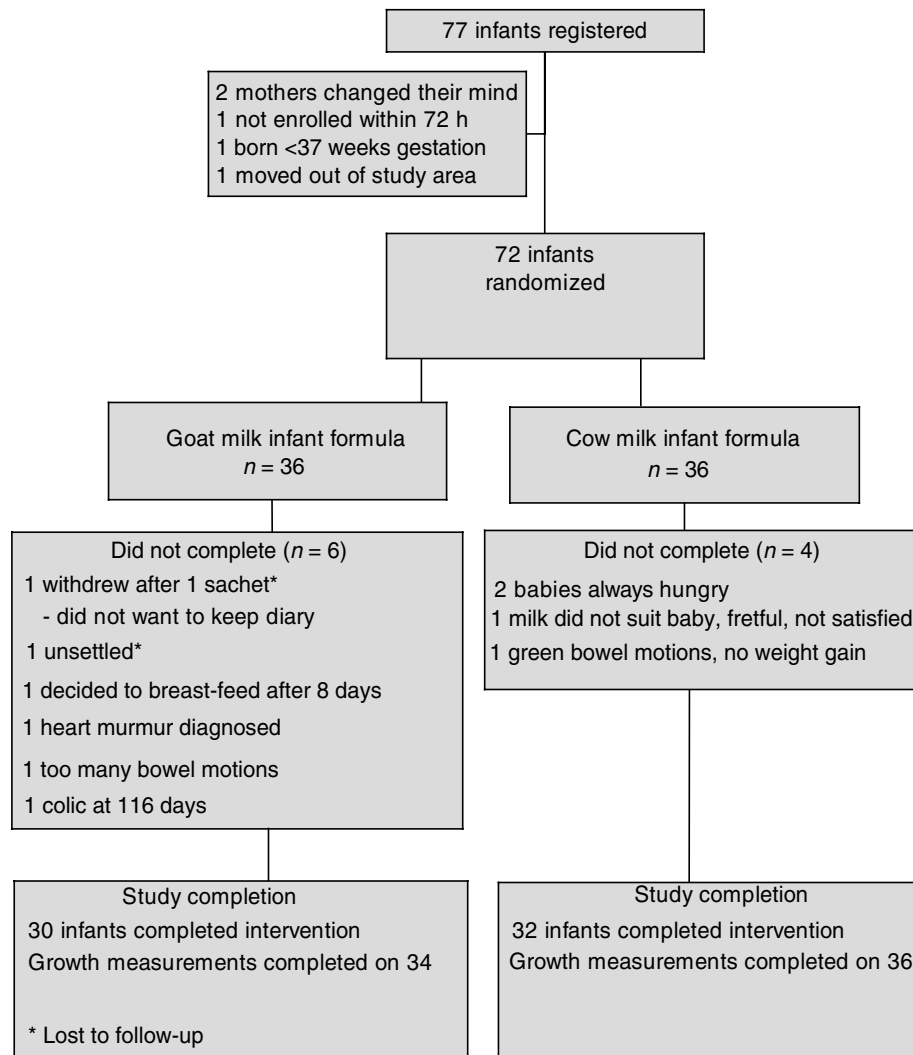 77 infants registered
2 mothers changed their mind
1 not enrolled within 72 h
1 born <37 weeks gestation
1 moved out of study area
72 infants
randomized
Goat milk infant formula
n = 36
Cow milk infant formula
n = 36
Did not complete (n = 6)
1 withdrew after 1 sachet*
- did not want to keep diary
1 unsettled*
1 decided to breast-feed after 8 days
1 heart murmur diagnosed
1 too many bowel motions
1 colic at 116 days
Did not complete (n = 4)
2 babies always hungry
1 milk did not suit baby, fretful, not satisfied
1 green bowel motions, no weight gain
Study completion
30 infants completed intervention
Growth measurements completed on 34
* Lost to follow-up
Study completion
32 infants completed intervention
Growth measurements completed on 36